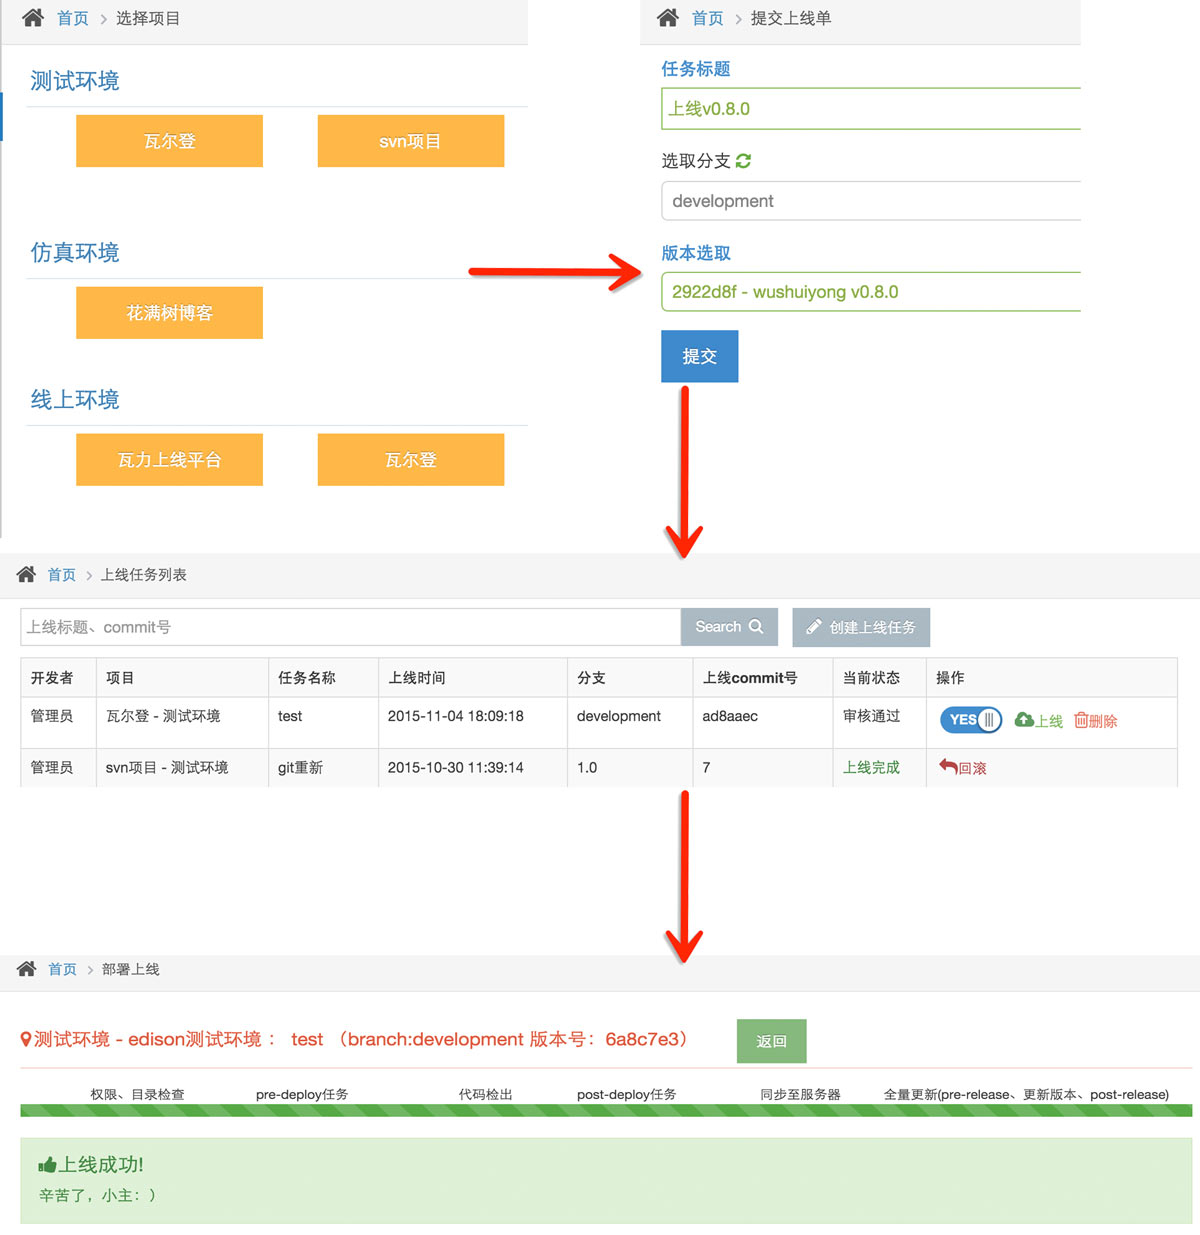 首页 > 选择项目
测试环境
瓦尔登 svn项目
仿真环境
花满树博客
线上环境
瓦力上线平台 瓦尔登
首页 > 提交上线单
任务标题
上线v0.8.0
选取分支
development
版本选取
2922d8f - wushuiyong v0.8.0
提交
首页 > 上线任务列表
上线标题、commit号 Search 创建上线任务
开发者 项目 任务名称 上线时间 分支 上线commit号 当前状态 操作
管理员 瓦尔登 - 测试环境 test 2015-11-04 18:09:18 development ad8aaec 审核通过 YES 上线 删除
管理员 svn项目 - 测试环境 git重新 2015-10-30 11:39:14 1.0 7 上线完成 回滚
首页 > 部署上线
测试环境 - edison测试环境： test （branch:development 版本号：6a8c7e3） 返回
权限、目录检查 pre-deploy任务 代码检出 post-deploy任务 同步至服务器 全量更新(pre-release、更新版本、post-release)
上线成功!
辛苦了，小主：）